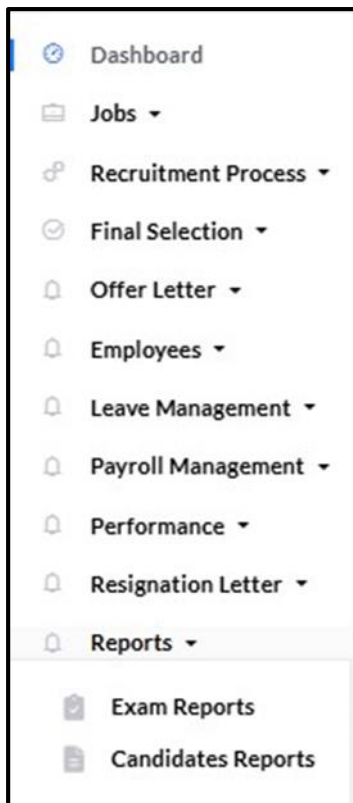 Dashboard
Jobs
Recruitment Process
Final Selection
Offer Letter
Employees
Leave Management
Payroll Management
Performance
Resignation Letter
Reports
Exam Reports
Candidates Reports